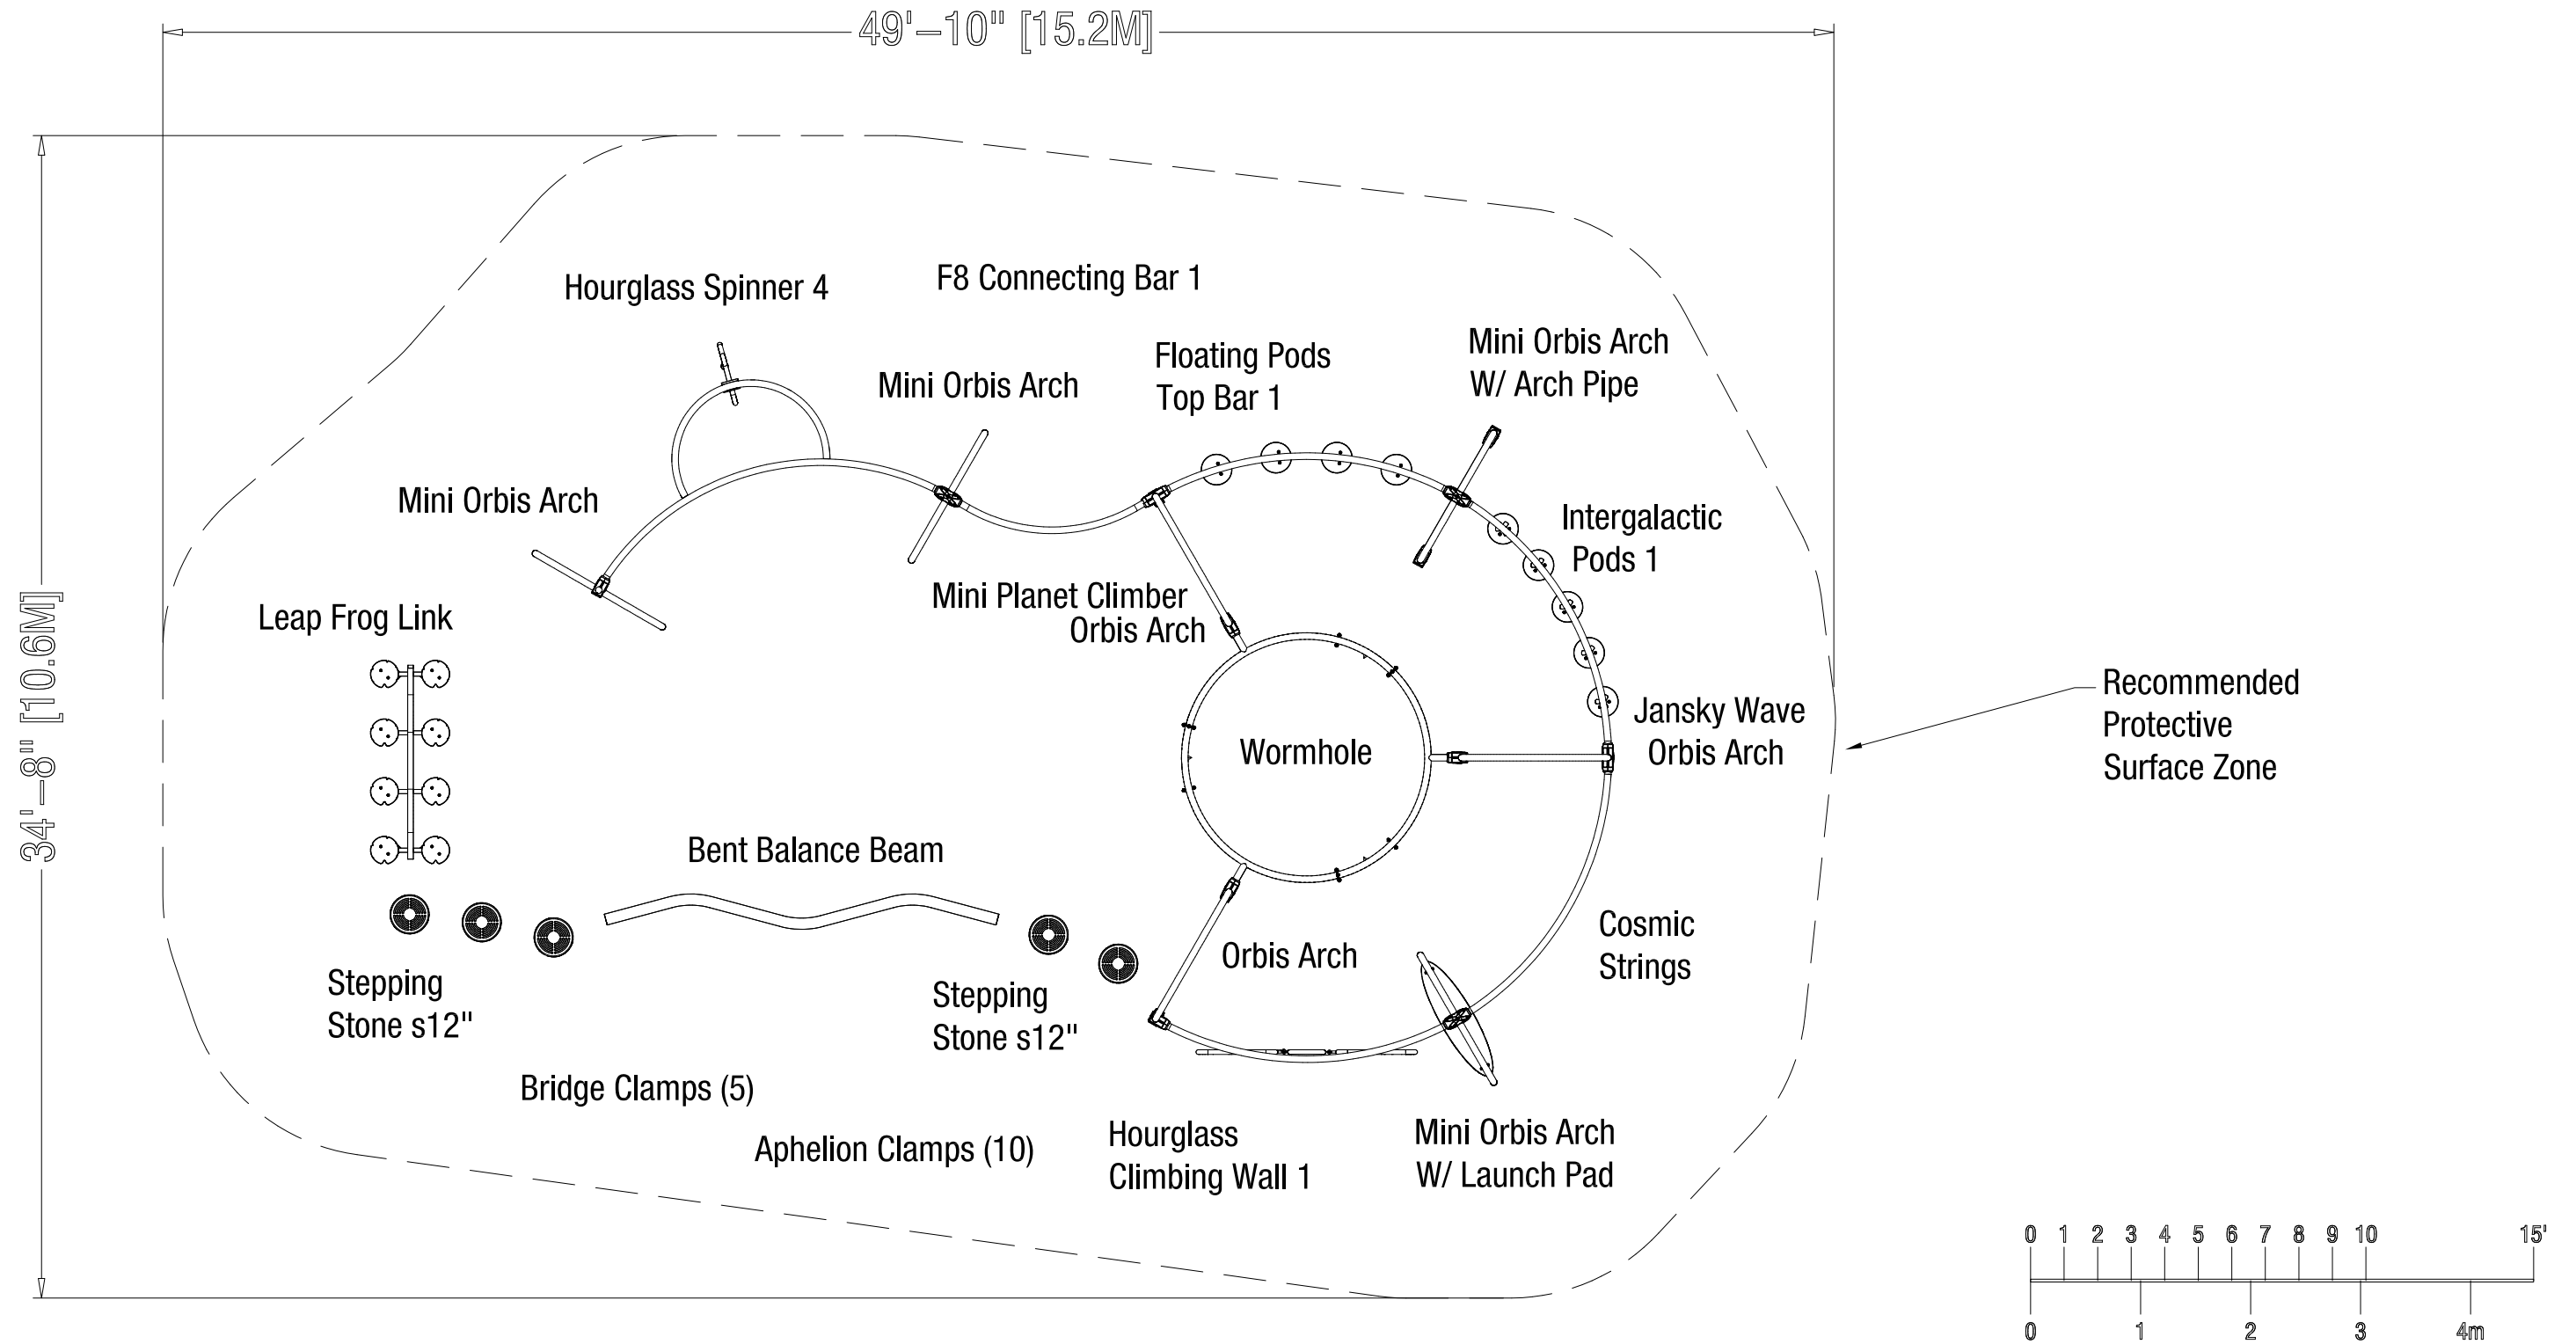 49'–10" [15.2M]
34'–8" [10.6M]
Hourglass Spinner 4
F8 Connecting Bar 1
Floating Pods
Top Bar 1
Mini Orbis Arch
W/ Arch Pipe
Mini Orbis Arch
Mini Orbis Arch
Intergalactic
Pods 1
Mini Planet Climber
Orbis Arch
Leap Frog Link
Recommended
Protective
Surface Zone
Jansky Wave
Orbis Arch
Wormhole
Bent Balance Beam
Cosmic
Strings
Orbis Arch
Stepping
Stone s12"
Stepping
Stone s12"
Bridge Clamps (5)
Aphelion Clamps (10)
Hourglass
Climbing Wall 1
Mini Orbis Arch
W/ Launch Pad
0 1 2 3 4 5 6 7 8 9 10 15'
0 1 2 3 4m